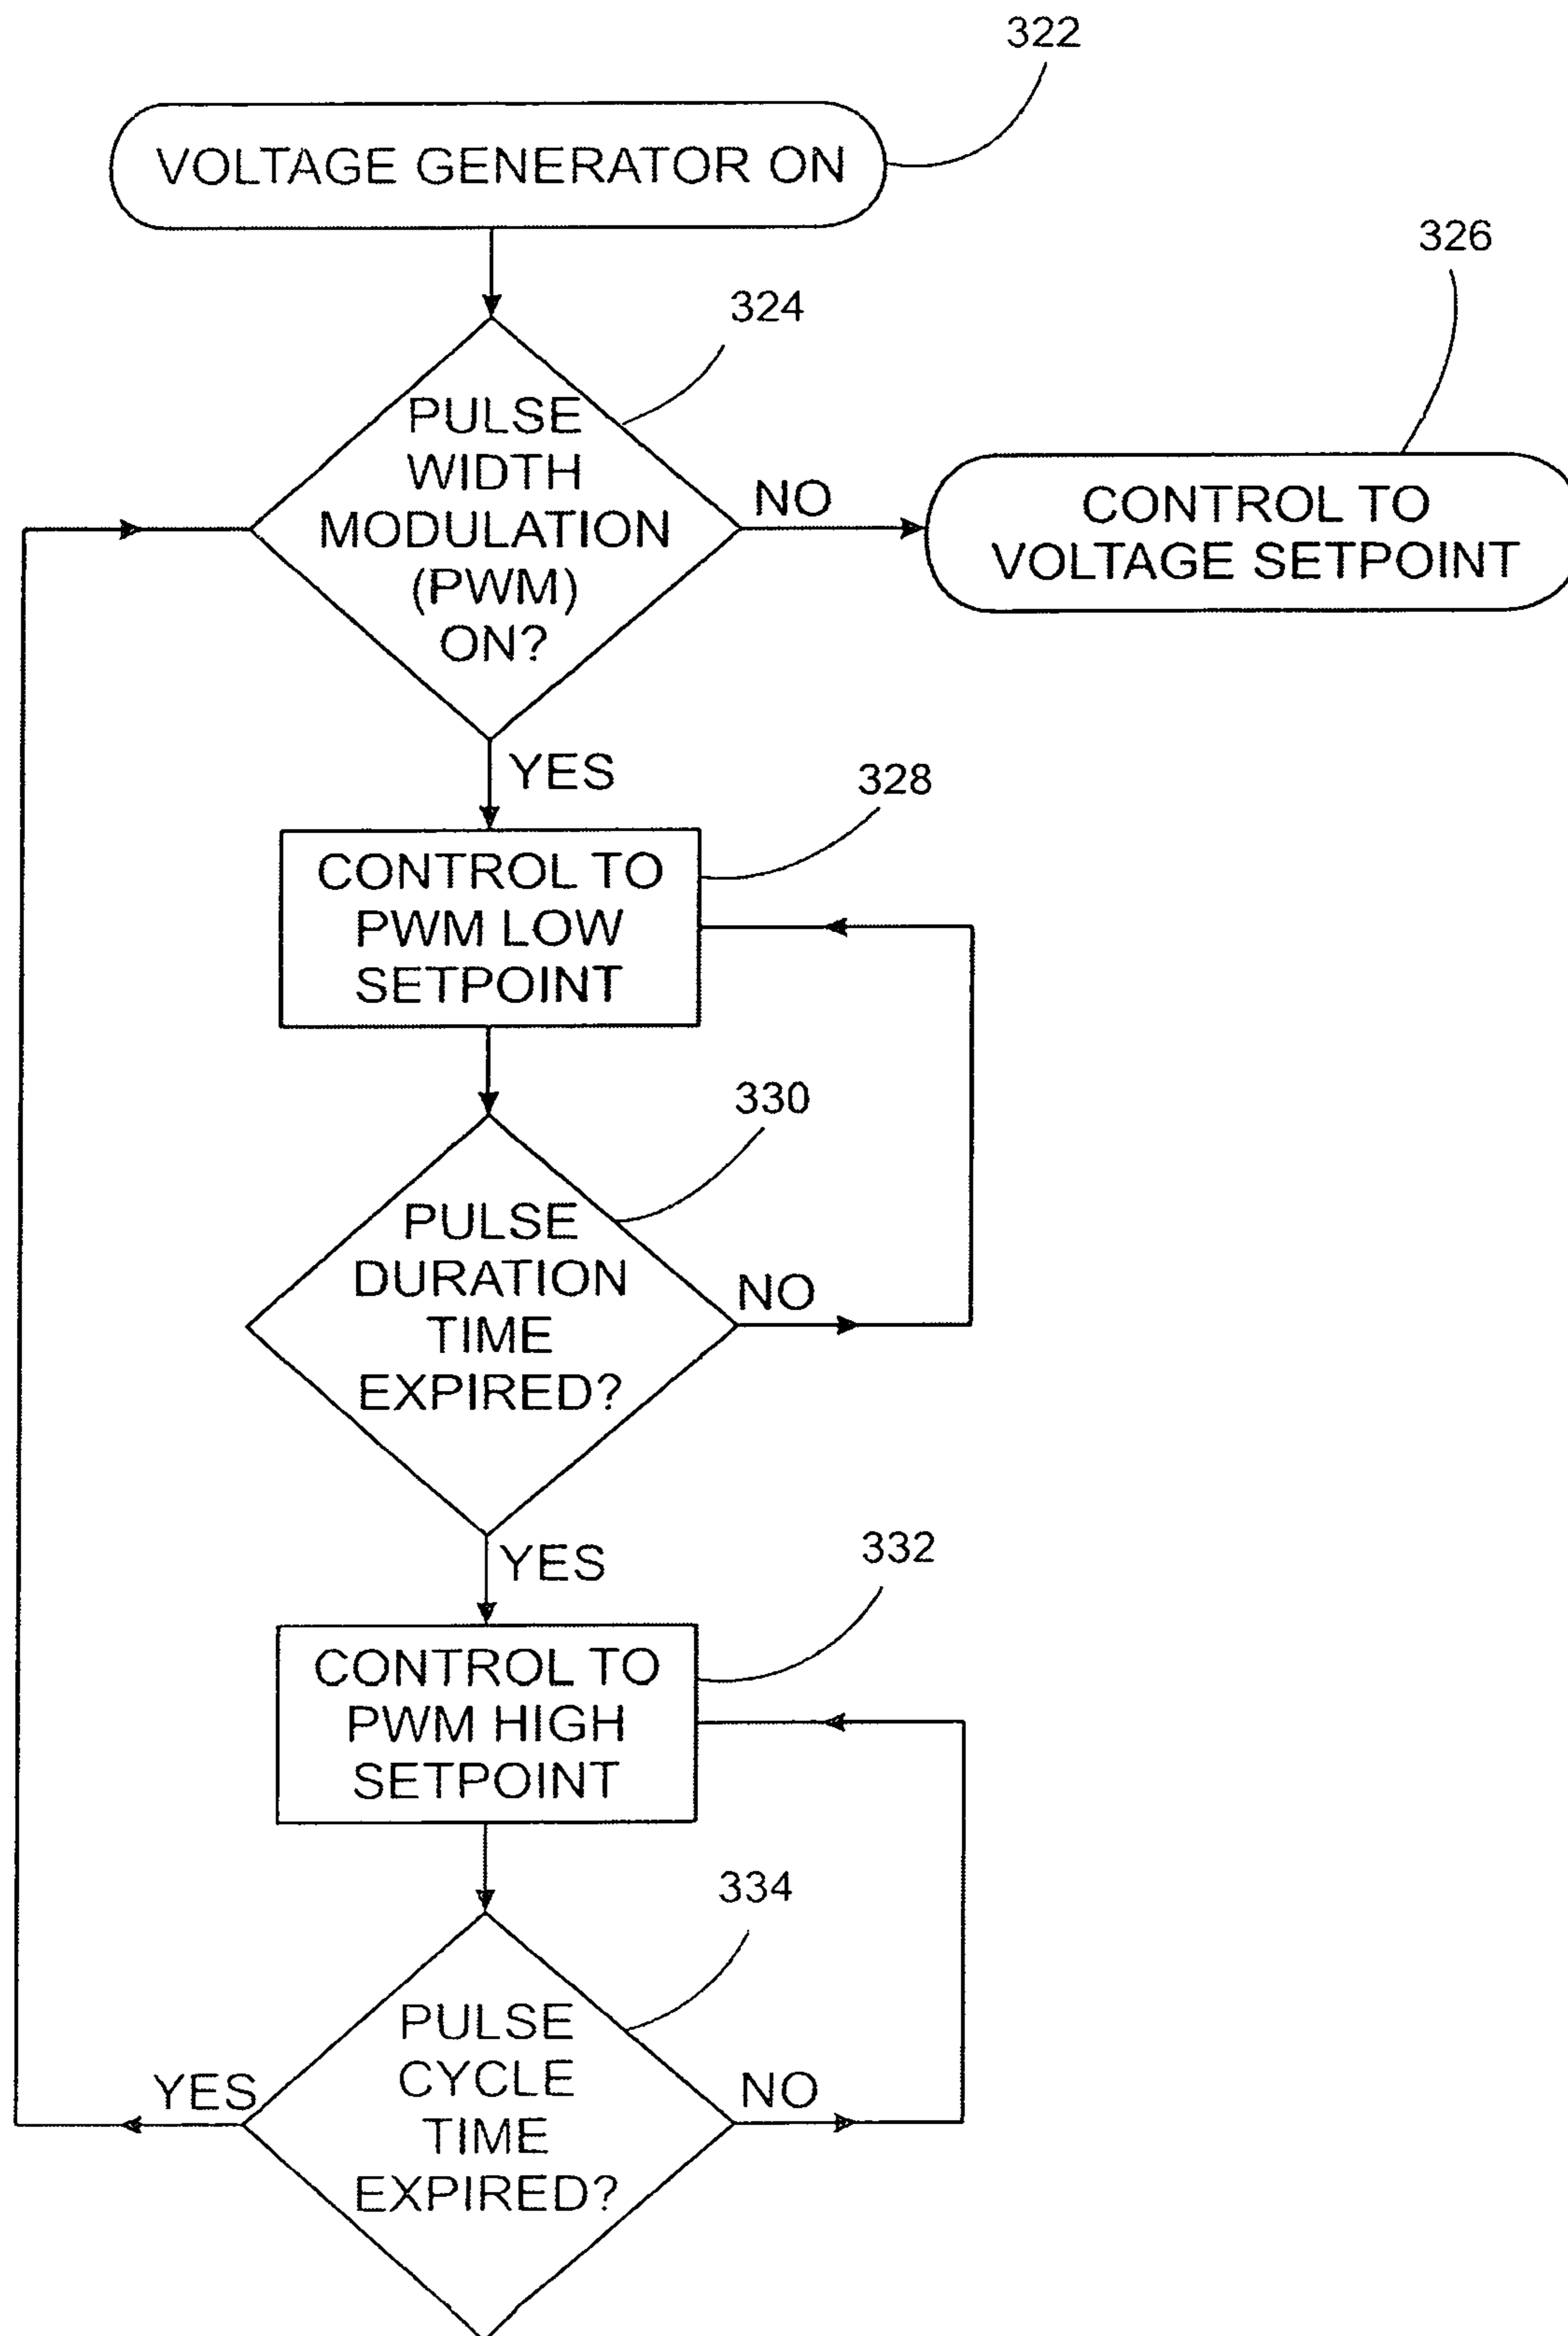 322
VOLTAGE GENERATOR ON
326
324
PULSE
WIDTH
MODULATION
(PWM)
ON?
NO
CONTROL TO
VOLTAGE SETPOINT
YES
328
CONTROL TO
PWM LOW
SETPOINT
330
PULSE
DURATION
TIME
EXPIRED?
NO
YES
332
CONTROL TO
PWM HIGH
SETPOINT
334
PULSE
CYCLE
TIME
EXPIRED?
YES
NO